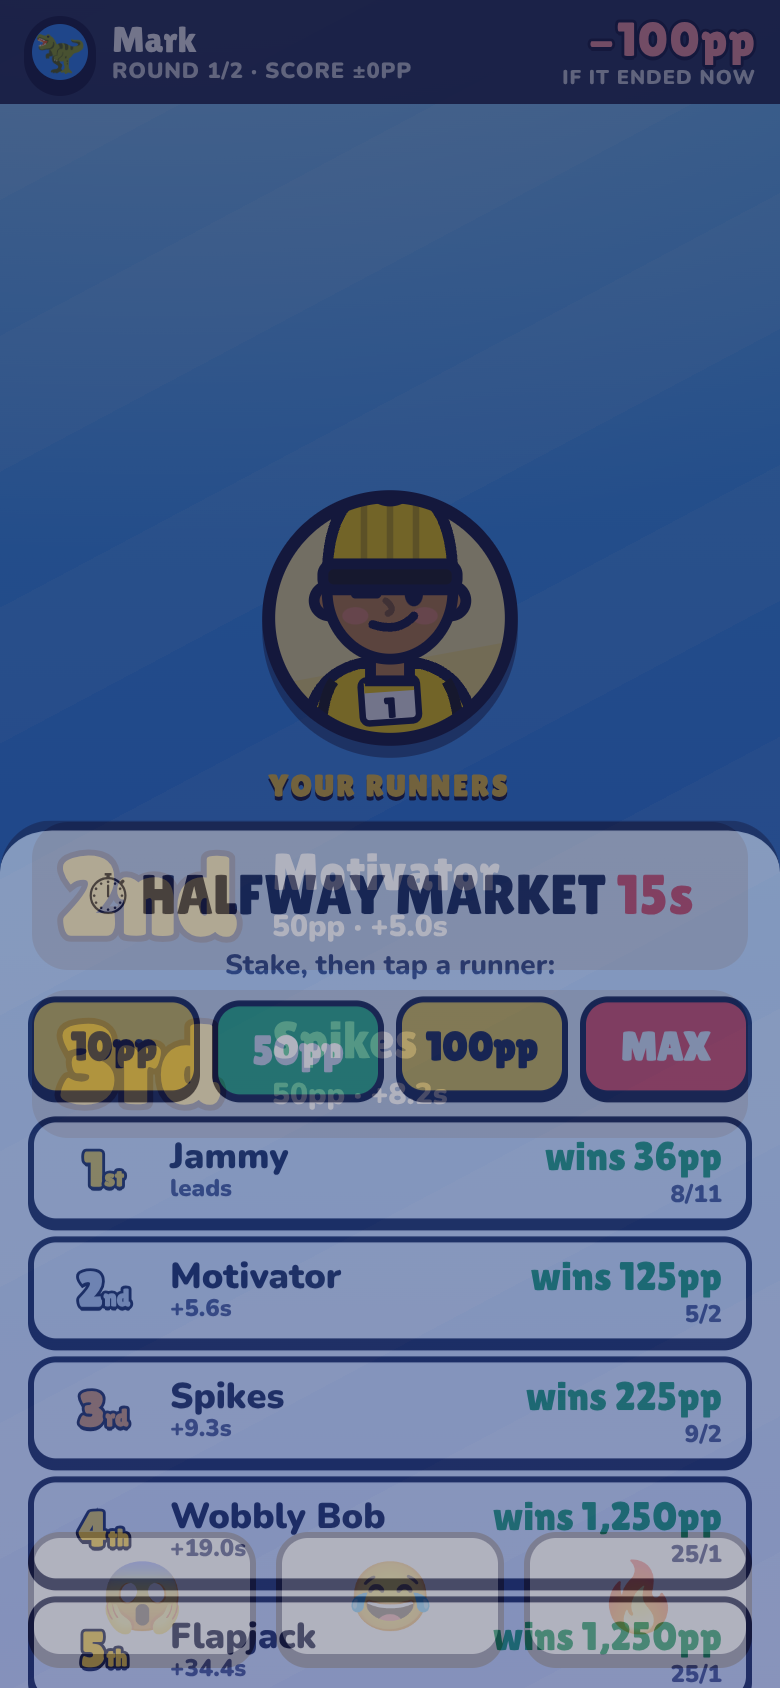 Mark
ROUND 1/2 · SCORE ±0PP
−100pp
IF IT ENDED NOW
1
YOUR RUNNERS
2nd
Motivator
50pp · +5.0s
⏱ HALFWAY MARKET 15s
Stake, then tap a runner:
3rd
Spikes
50pp · +8.2s
10pp
50pp
100pp
MAX
1st
Jammy
leads
wins 36pp
8/11
2nd
Motivator
+5.6s
wins 125pp
5/2
3rd
Spikes
+9.3s
wins 225pp
9/2
4th
Wobbly Bob
+19.0s
wins 1,250pp
25/1
5th
Flapjack
+34.4s
wins 1,250pp
25/1